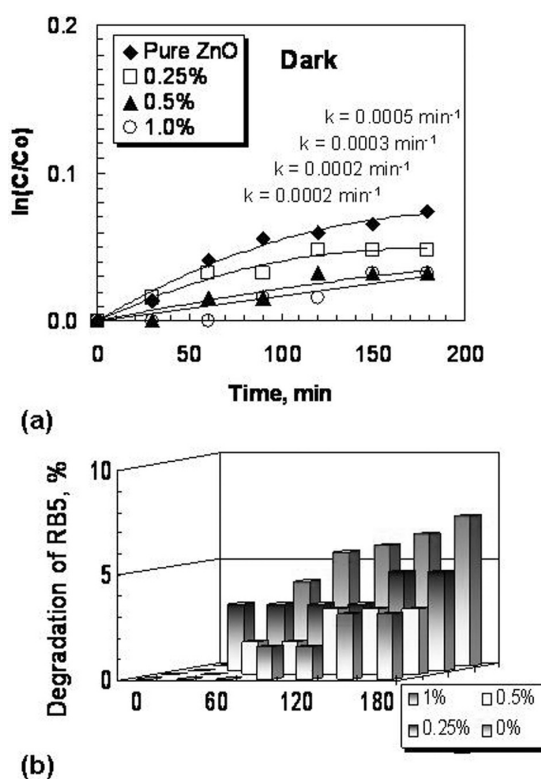 0.2
Pure ZnO
0.25%
0.5%
1.0%
Dark
k = 0.0005 min⁻¹
k = 0.0003 min⁻¹
k = 0.0002 min⁻¹
k = 0.0002 min⁻¹
ln(C/Co)
0.1
0.0
0 50 100 150 200
Time, min
(a)
10
Degradation of RB5, %
5
0
0 60 120 180
1% 0.5%
0.25% 0%
(b)